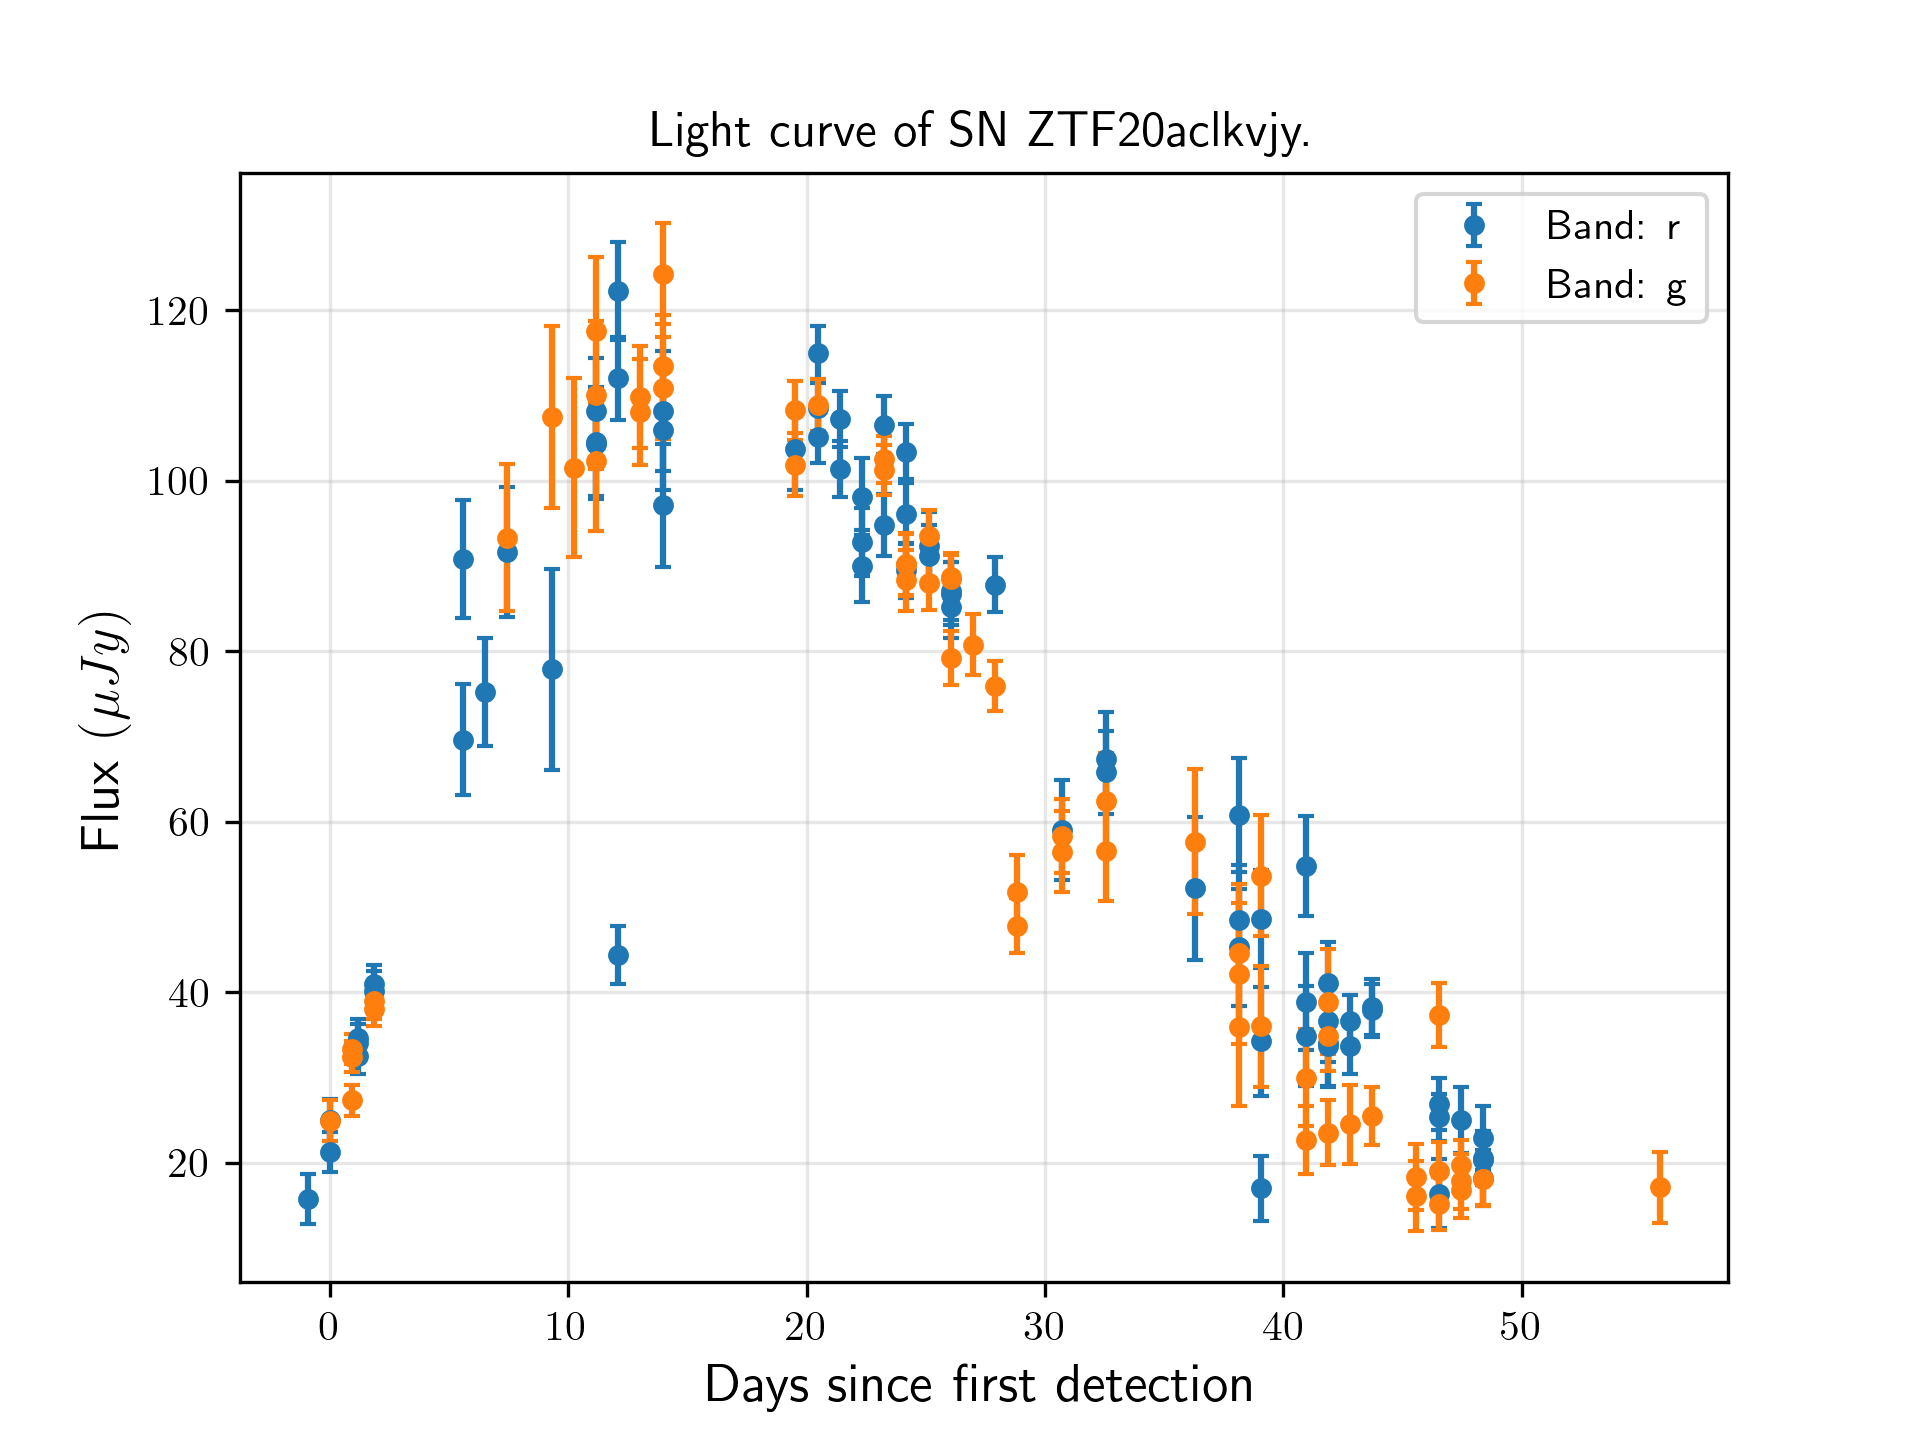 Light curve of SN ZTF20aclkvjy.
Band: r
Band: g
120
100
80
60
40
20
Flux (μJy)
0 10 20 30 40 50
Days since first detection